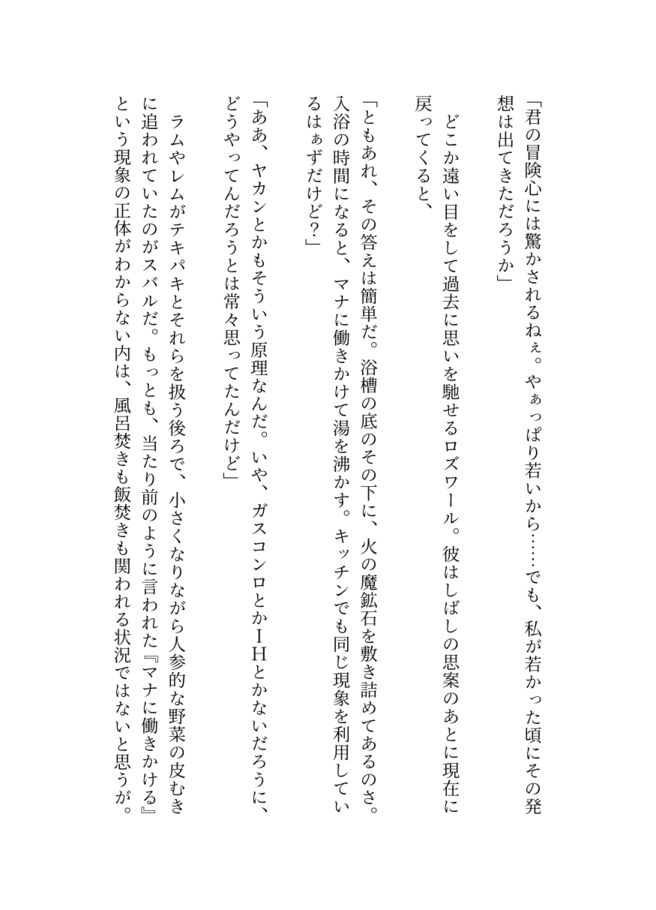 「君の冒険心には驚かされるねぇ。やぁっぱり若いから……でも、私が若かった頃にその発
想は出てきただろうか」
どこか遠い目をして過去に思いを馳せるロズワール。彼はしばしの思案のあとに現在に
戻ってくると、
「ともあれ、その答えは簡単だ。浴槽の底のその下に、火の魔鉱石を敷き詰めてあるのさ。
入浴の時間になると、マナに働きかけて湯を沸かす。キッチンでも同じ現象を利用してい
るはぁずだけど？」
「ああ、ヤカンとかもそういう原理なんだ。いや、ガスコンロとかＩＨとかないだろうに、
どうやってんだろうとは常々思ってたんだけど」
ラムやレムがテキパキとそれらを扱う後ろで、小さくなりながら人参的な野菜の皮むき
に追われていたのがスバルだ。もっとも、当たり前のように言われた『マナに働きかける』
という現象の正体がわからない内は、風呂焚きも飯焚きも関われる状況ではないと思うが。